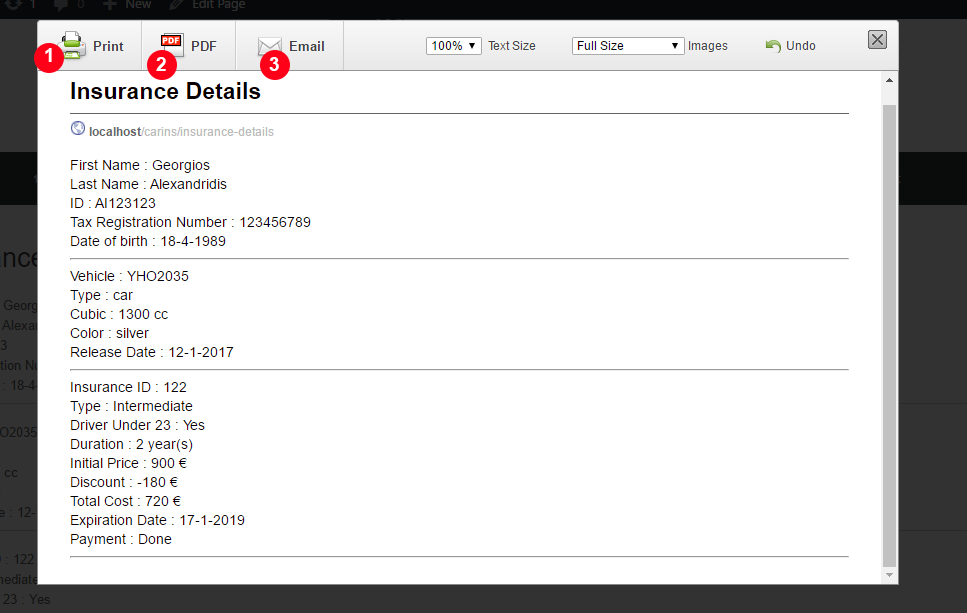 1 0 New Edit Page
Print PDF Email 100% Text Size Full Size Images Undo
1 2 3
Insurance Details
localhost/carins/insurance-details
First Name : Georgios
Last Name : Alexandridis
ID : AI123123
Tax Registration Number : 123456789
Date of birth : 18-4-1989
Vehicle : YHO2035
Type : car
Cubic : 1300 cc
Color : silver
Release Date : 12-1-2017
Insurance ID : 122
Type : Intermediate
Driver Under 23 : Yes
Duration : 2 year(s)
Initial Price : 900 €
Discount : -180 €
Total Cost : 720 €
Expiration Date : 17-1-2019
Payment : Done
cc
: 122
23 : Yes